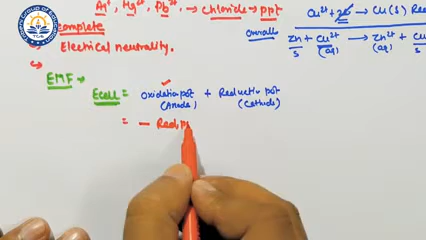 Ag⁺, Hg²⁺, Pb²⁺ → Chloride → PPT
Complete
→ Electrical neutrality.
Cu²⁺ + 2e⁻ → Cu(s) Red
Overall:
Zn + Cu²⁺ → Zn²⁺ + Cu
s (aq) (aq) s
EMF →
Ecell = Oxidation pot + Reduction pot
(Anode) (Cathode)
= - Red. P